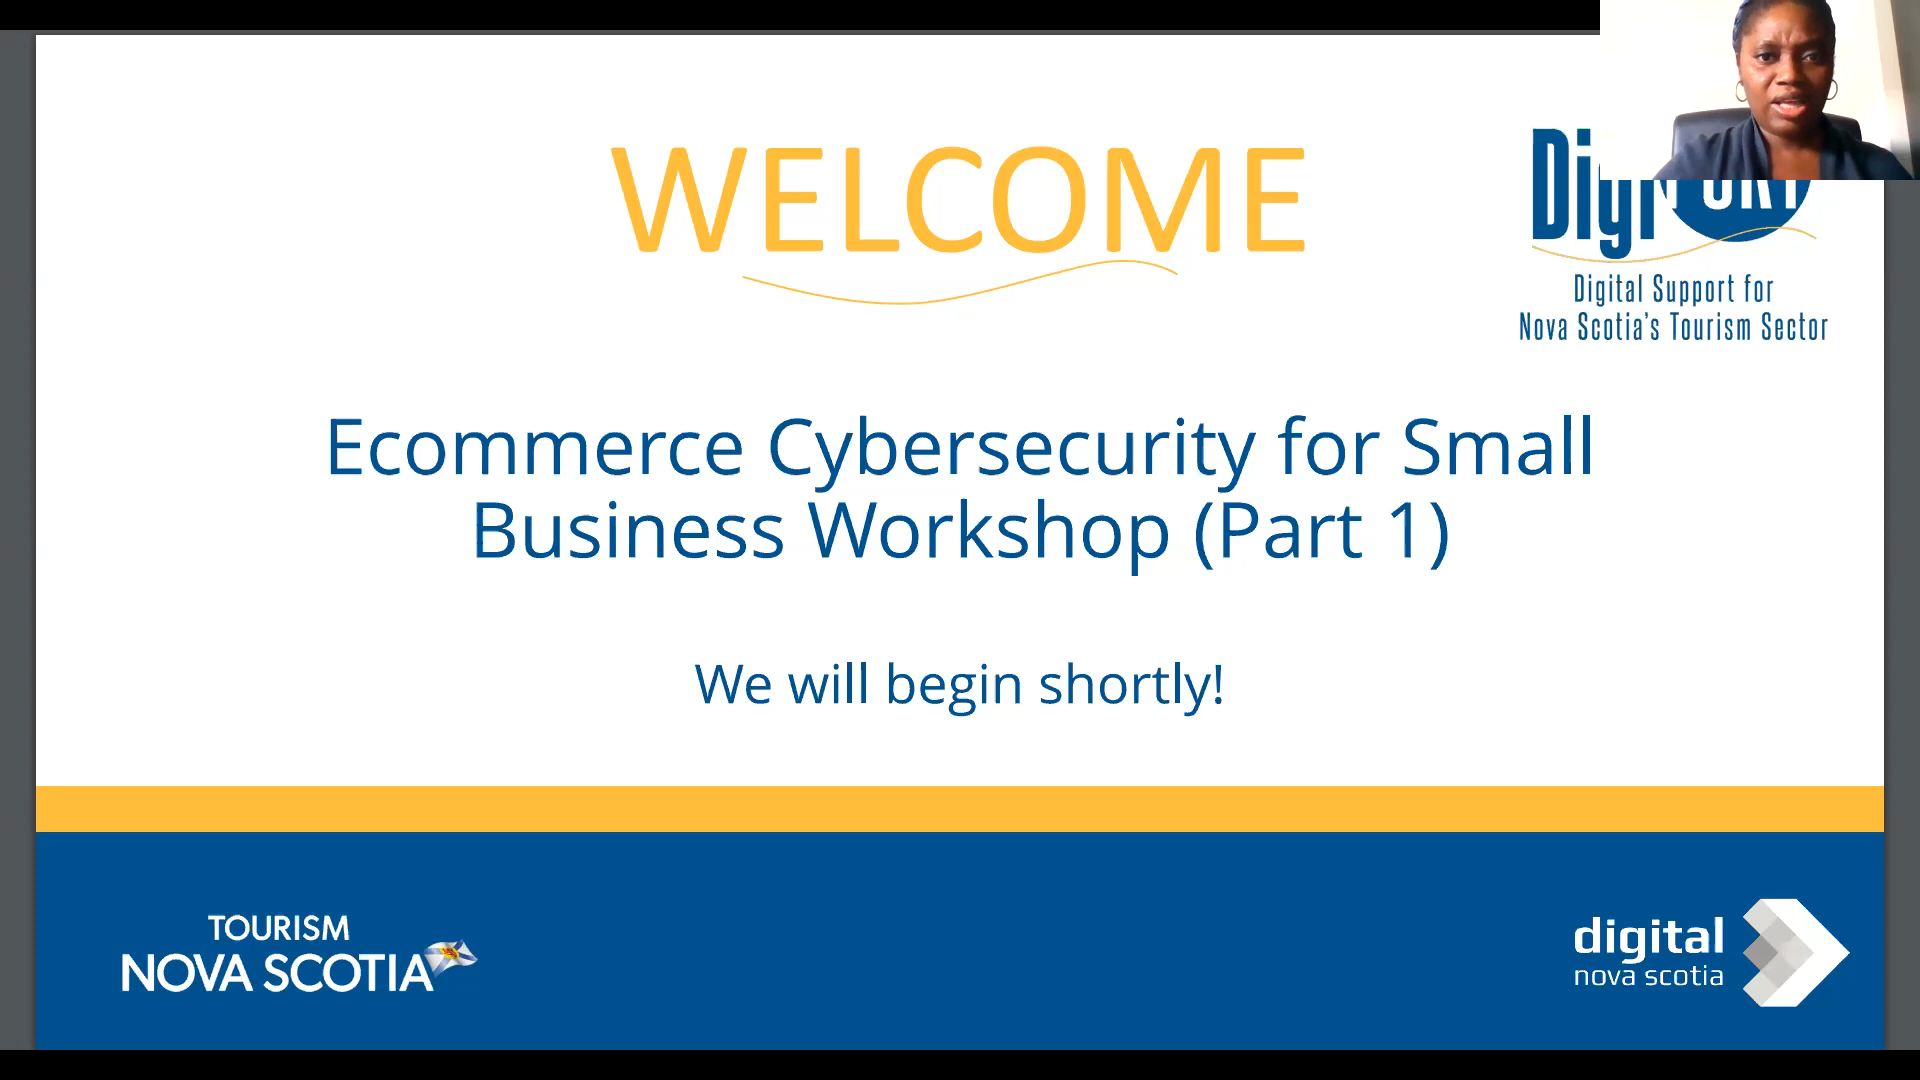 WELCOME
Digital Support for
Nova Scotia's Tourism Sector
Ecommerce Cybersecurity for Small
Business Workshop (Part 1)
We will begin shortly!
TOURISM
NOVA SCOTIA
digital
nova scotia